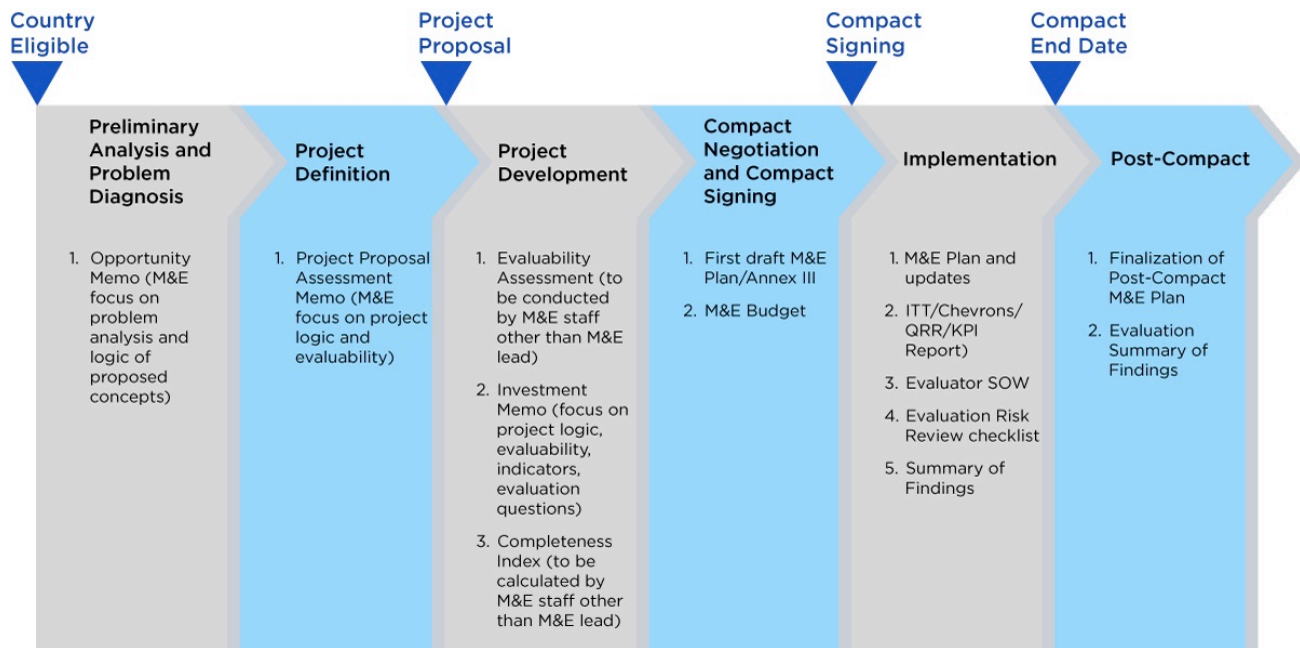 Country
Eligible
Project
Proposal
Compact
Signing
Compact
End Date
Preliminary
Analysis and
Problem
Diagnosis
Project
Definition
Project
Development
Compact
Negotiation
and Compact
Signing
Implementation
Post-Compact
1. Opportunity
Memo (M&E
focus on
problem
analysis and
logic of
proposed
concepts)
1. Project Proposal
Assessment
Memo (M&E
focus on project
logic and
evaluability)
1. Evaluability
Assessment (to
be conducted
by M&E staff
other than M&E
lead)
2. Investment
Memo (focus on
project logic,
evaluability,
indicators,
evaluation
questions)
3. Completeness
Index (to be
calculated by
M&E staff other
than M&E lead)
1. First draft M&E
Plan/Annex III
2. M&E Budget
1. M&E Plan and
updates
2. ITT/Chevrons/
QRR/KPI
Report)
3. Evaluator SOW
4. Evaluation Risk
Review checklist
5. Summary of
Findings
1. Finalization of
Post-Compact
M&E Plan
2. Evaluation
Summary of
Findings